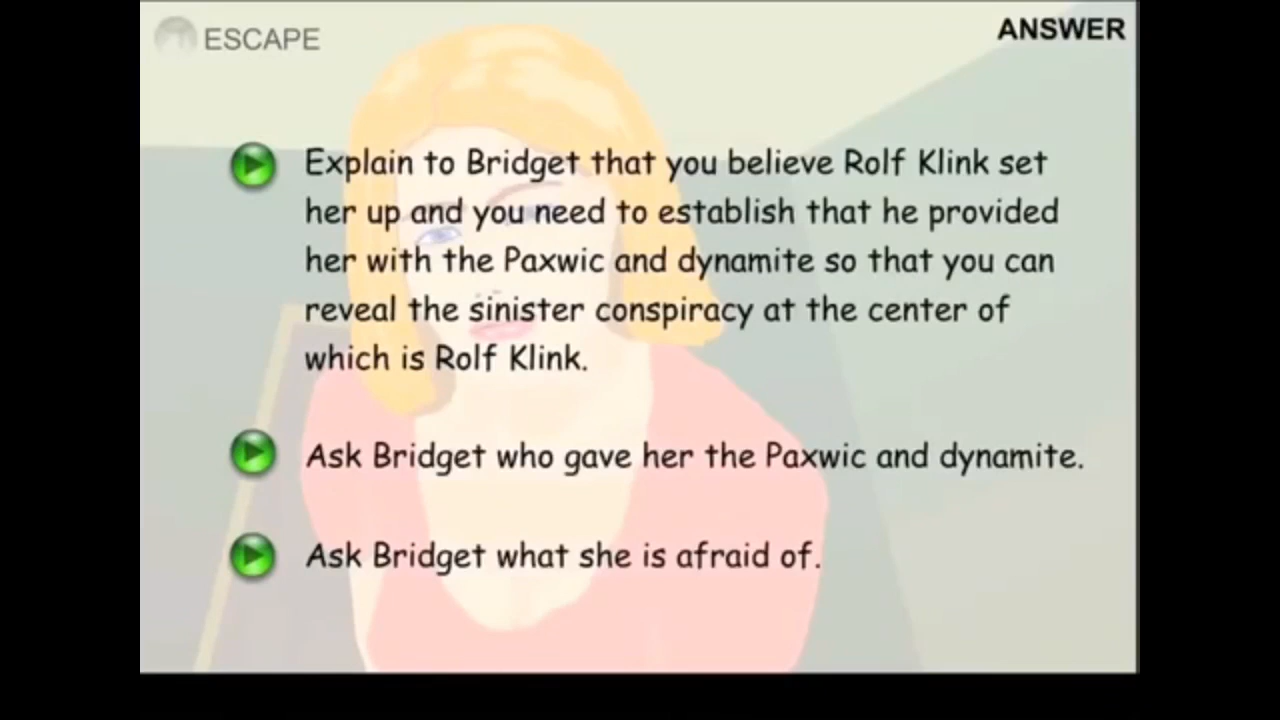 ESCAPE
ANSWER
Explain to Bridget that you believe Rolf Klink set
her up and you need to establish that he provided
her with the Paxwic and dynamite so that you can
reveal the sinister conspiracy at the center of
which is Rolf Klink.
Ask Bridget who gave her the Paxwic and dynamite.
Ask Bridget what she is afraid of.